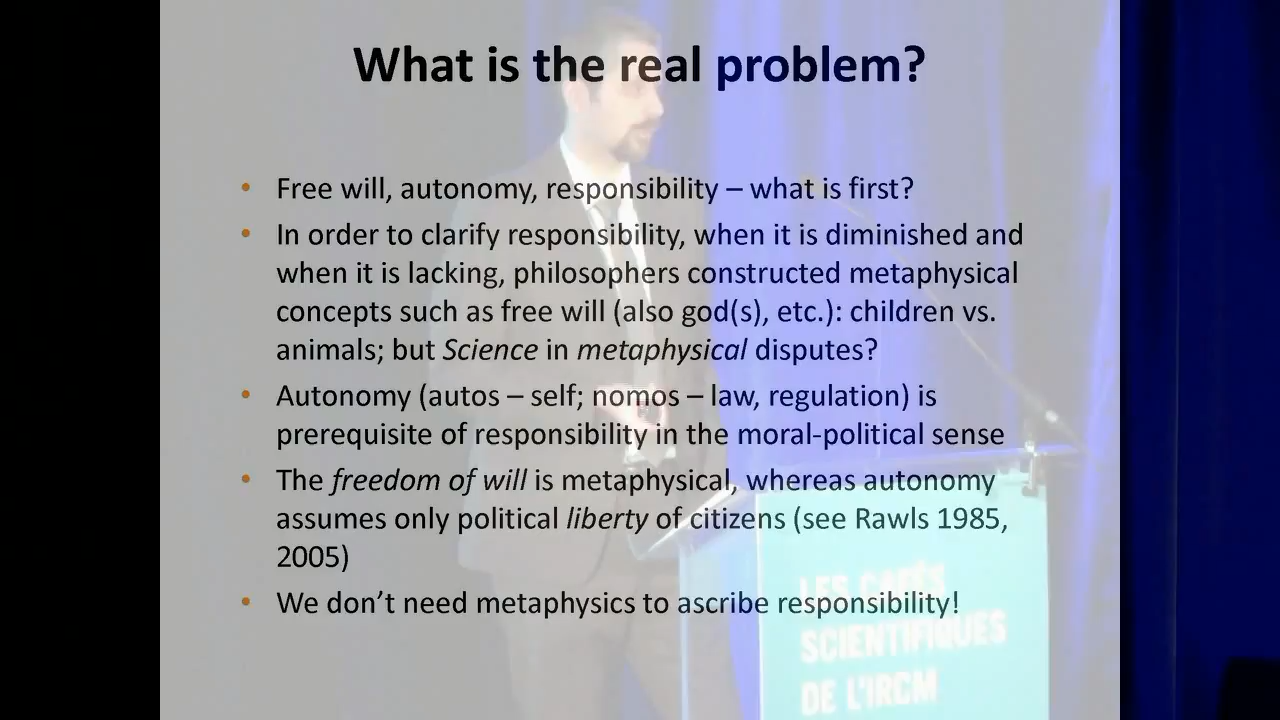 What is the real problem?
• Free will, autonomy, responsibility – what is first?
• In order to clarify responsibility, when it is diminished and
when it is lacking, philosophers constructed metaphysical
concepts such as free will (also god(s), etc.): children vs.
animals; but Science in metaphysical disputes?
• Autonomy (autos – self; nomos – law, regulation) is
prerequisite of responsibility in the moral-political sense
• The freedom of will is metaphysical, whereas autonomy
assumes only political liberty of citizens (see Rawls 1985,
2005)
• We don’t need metaphysics to ascribe responsibility!
LES CAFÉS
SCIENTIFIQUES
DE L'IRCM